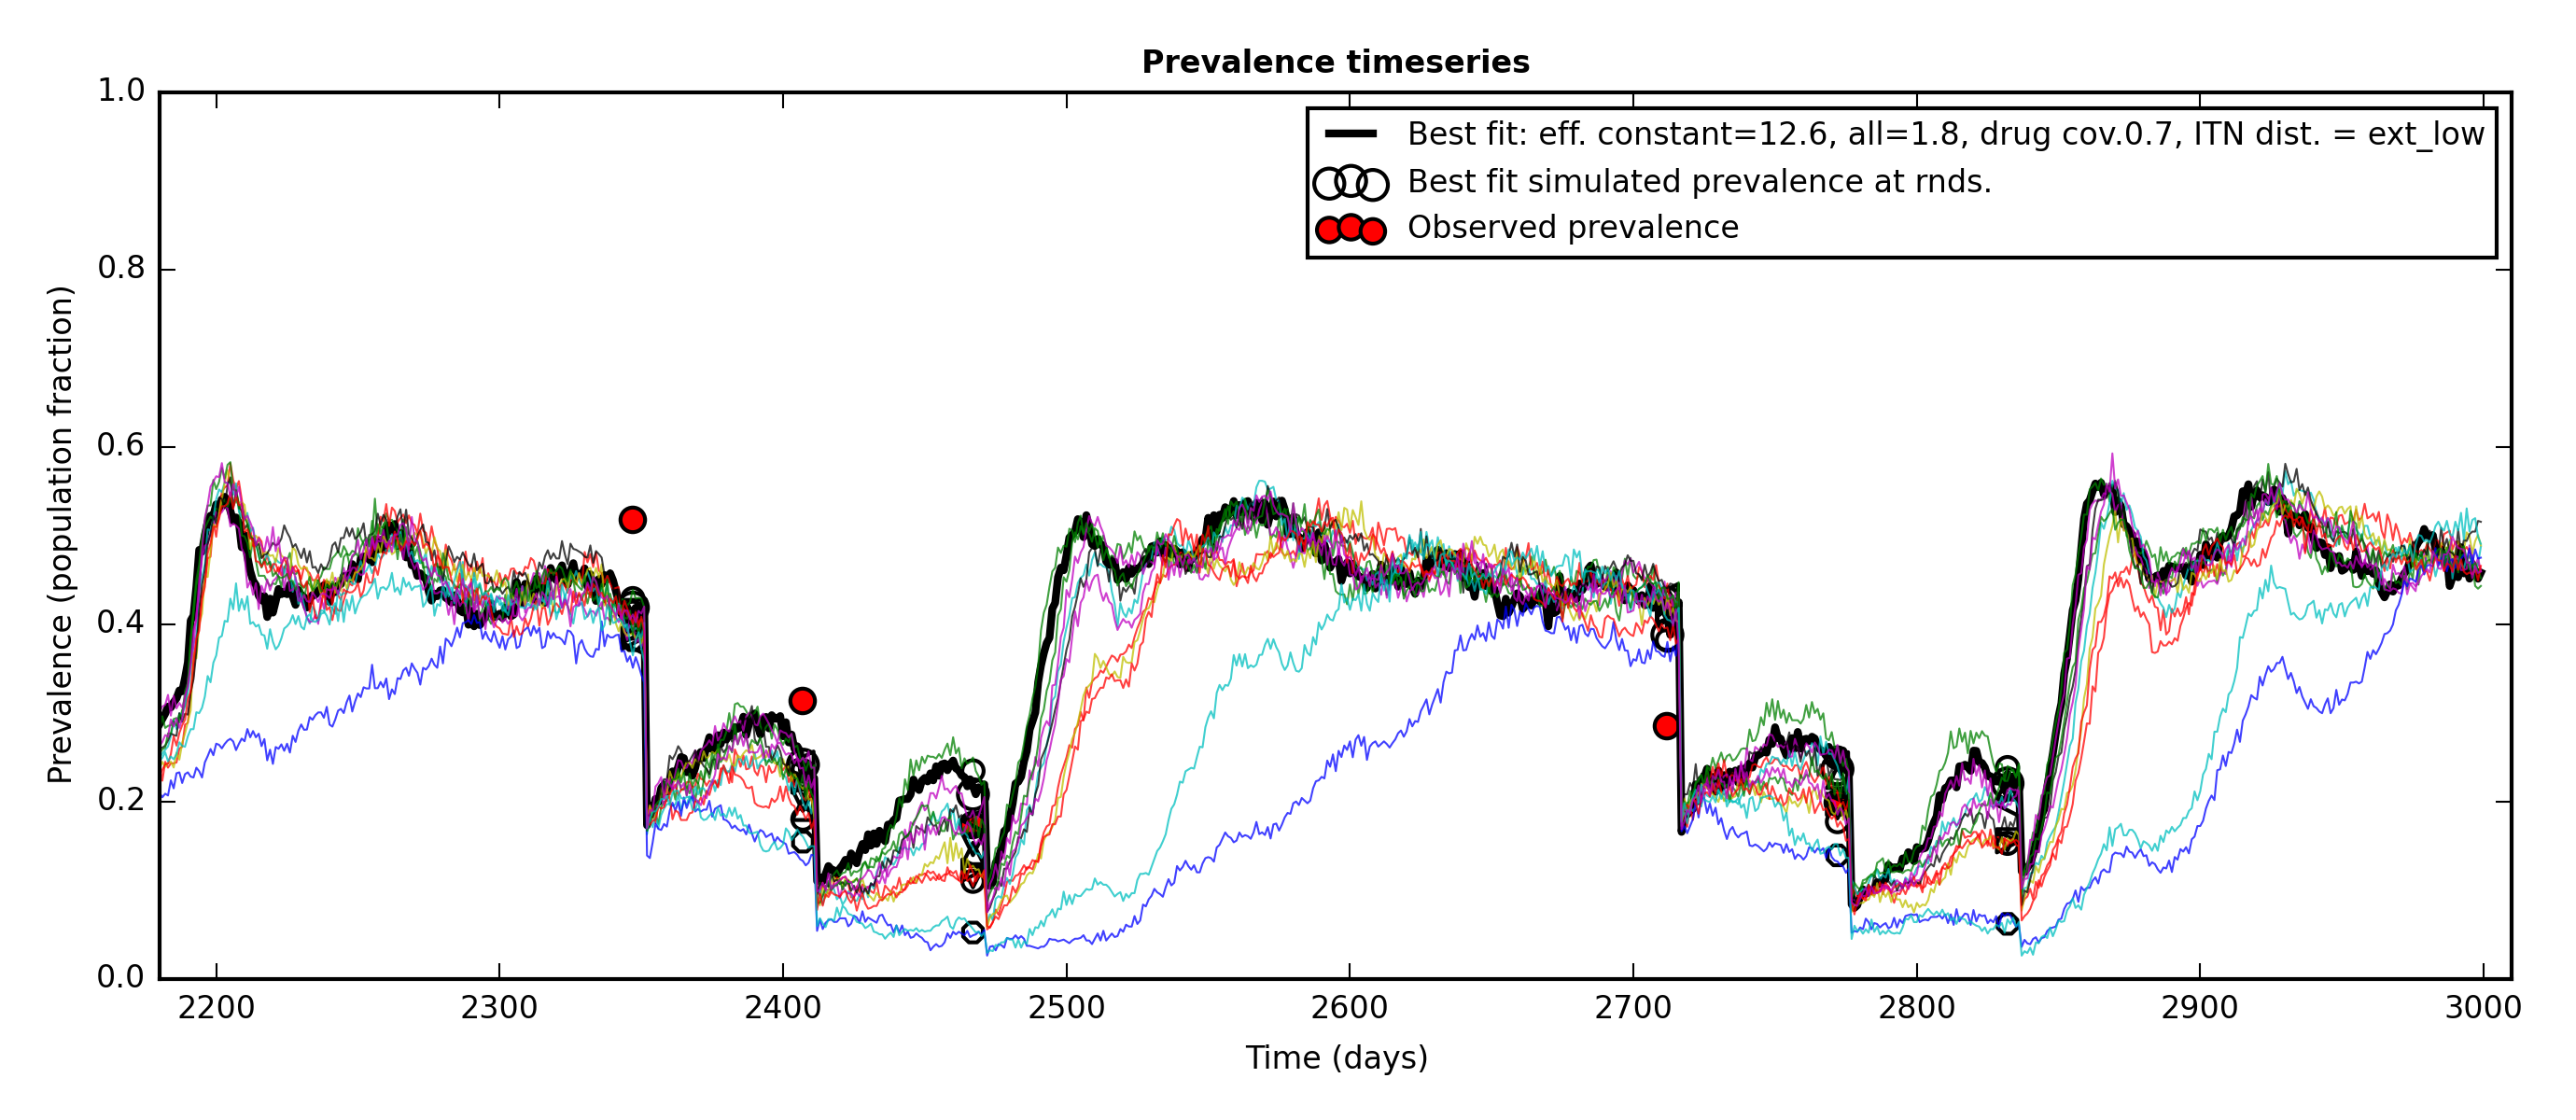 Prevalence timeseries
1.0
0.8
0.6
0.4
0.2
0.0
Prevalence (population fraction)
Best fit: eff. constant=12.6, all=1.8, drug cov.0.7, ITN dist. = ext_low
Best fit simulated prevalence at rnds.
Observed prevalence
2200 2300 2400 2500 2600 2700 2800 2900 3000
Time (days)